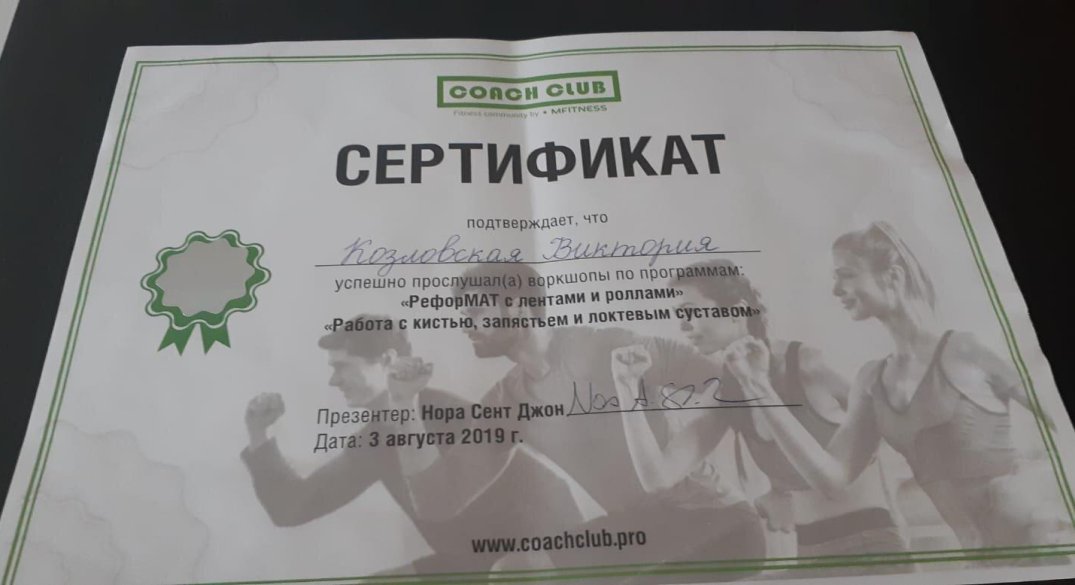 COACH CLUB
Fitness community by • MFITNESS
СЕРТИФИКАТ
подтверждает, что
Козловская Виктория
успешно прослушал(а) воркшопы по программам:
«РефорМАТ с лентами и роллами»
«Работа с кистью, запястьем и локтевым суставом»
Презентер: Нора Сент Джон
Дата: 3 августа 2019 г.
www.coachclub.pro